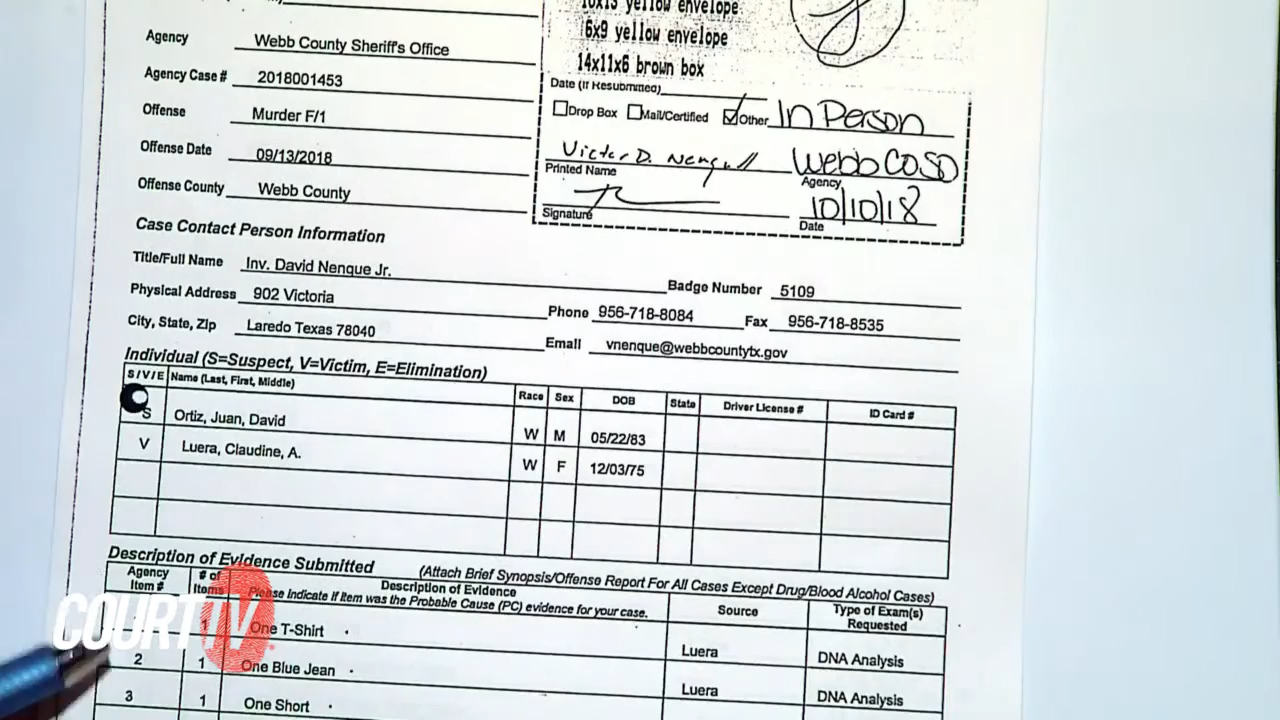 10x13 yellow envelope
6x9 yellow envelope
14x11x6 brown box
Agency Webb County Sheriff's Office
Agency Case # 2018001453
Offense Murder F/1
Offense Date 09/13/2018
Offense County Webb County
Date (If Resubmitted)
Drop Box Mail/Certified Other In Person
Victor D. Webb CO SD
Printed Name Agency
10/10/18
Signature Date
Case Contact Person Information
Title/Full Name Inv. David Nenque Jr. Badge Number 5109
Physical Address 902 Victoria Phone 956-718-8084 Fax 956-718-8535
City, State, Zip Laredo Texas 78040 Email vnenque@webbcountytx.gov
Individual (S=Suspect, V=Victim, E=Elimination)
S/V/E Name (Last, First, Middle) Race Sex DOB State Driver License # ID Card #
S Ortiz, Juan, David W M 05/22/83
V Luera, Claudine, A. W F 12/03/75
Description of Evidence Submitted (Attach Brief Synopsis/Offense Report For All Cases Except Drug/Blood Alcohol Cases)
Agency Item # # of Items Description of Evidence Please Indicate if Item was the Probable Cause (PC) evidence for your case. Source Type of Exam(s) Requested
1 One T-Shirt Luera DNA Analysis
2 1 One Blue Jean Luera DNA Analysis
3 1 One Short
COURT TV